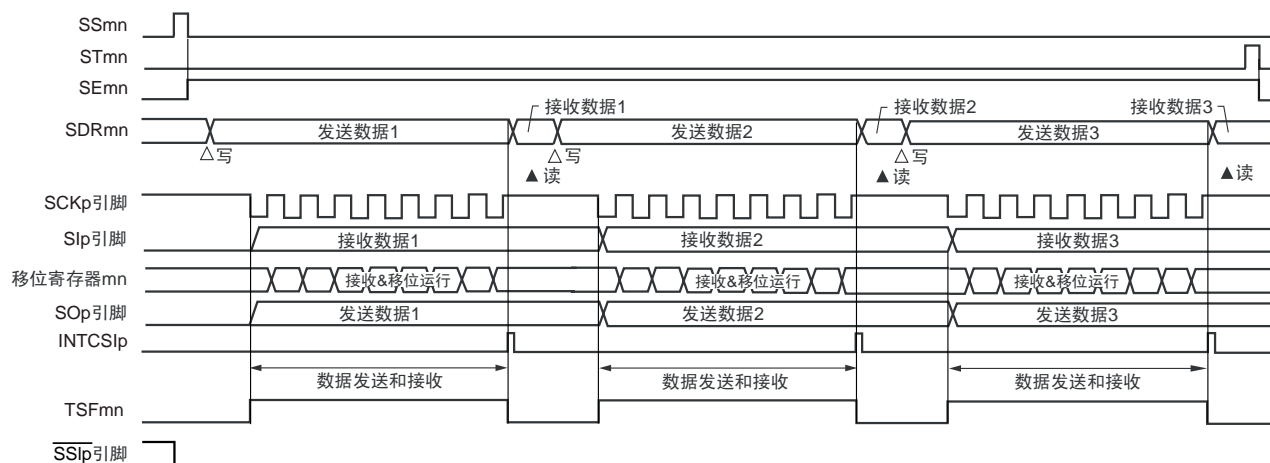 SSmn
STmn
SEmn
接收数据1 接收数据2 接收数据3
SDRmn 发送数据1 发送数据2 发送数据3
△写 △写 △写
▲读 ▲读 ▲读
SCKp引脚
SIp引脚 接收数据1 接收数据2 接收数据3
移位寄存器mn 接收&移位运行 接收&移位运行 接收&移位运行
SOp引脚 发送数据1 发送数据2 发送数据3
INTCSIp
数据发送和接收 数据发送和接收 数据发送和接收
TSFmn
SSIp引脚